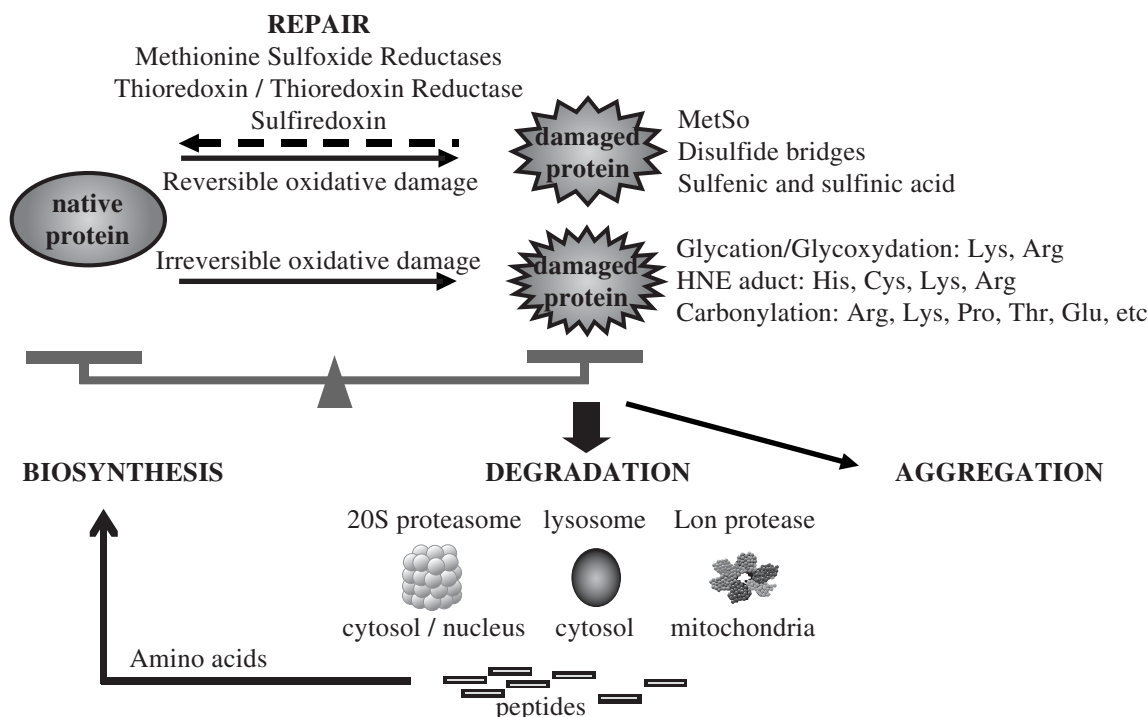 REPAIR
Methionine Sulfoxide Reductases
Thioredoxin / Thioredoxin Reductase
Sulfiredoxin
Reversible oxidative damage
damaged
protein
MetSo
Disulfide bridges
Sulfenic and sulfinic acid
native
protein
Irreversible oxidative damage
damaged
protein
Glycation/Glycoxydation: Lys, Arg
HNE aduct: His, Cys, Lys, Arg
Carbonylation: Arg, Lys, Pro, Thr, Glu, etc
BIOSYNTHESIS
DEGRADATION
AGGREGATION
20S proteasome
lysosome
Lon protease
cytosol / nucleus
cytosol
mitochondria
Amino acids
peptides